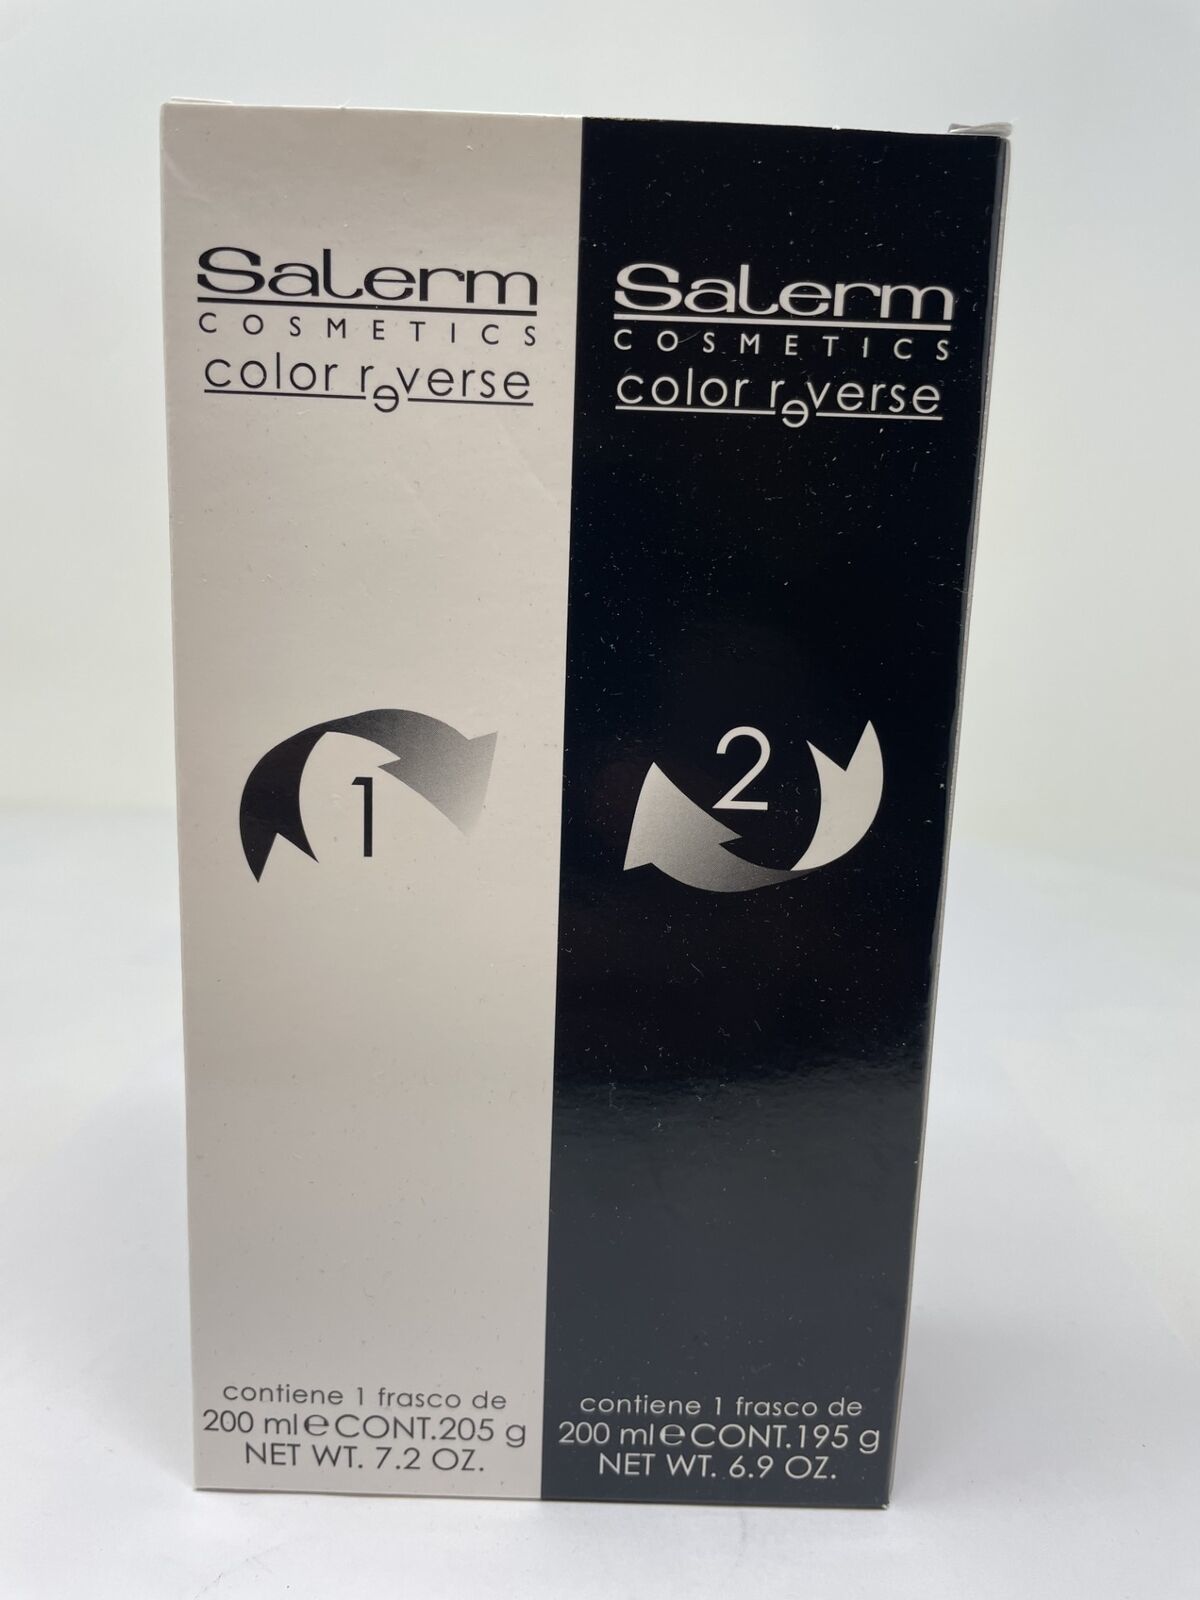 Salerm
COSMETICS
color reverse
1
contiene 1 frasco de
200 ml e CONT.205 g
NET WT. 7.2 OZ.
Salerm
COSMETICS
color reverse
2
contiene 1 frasco de
200 ml e CONT.195 g
NET WT. 6.9 OZ.